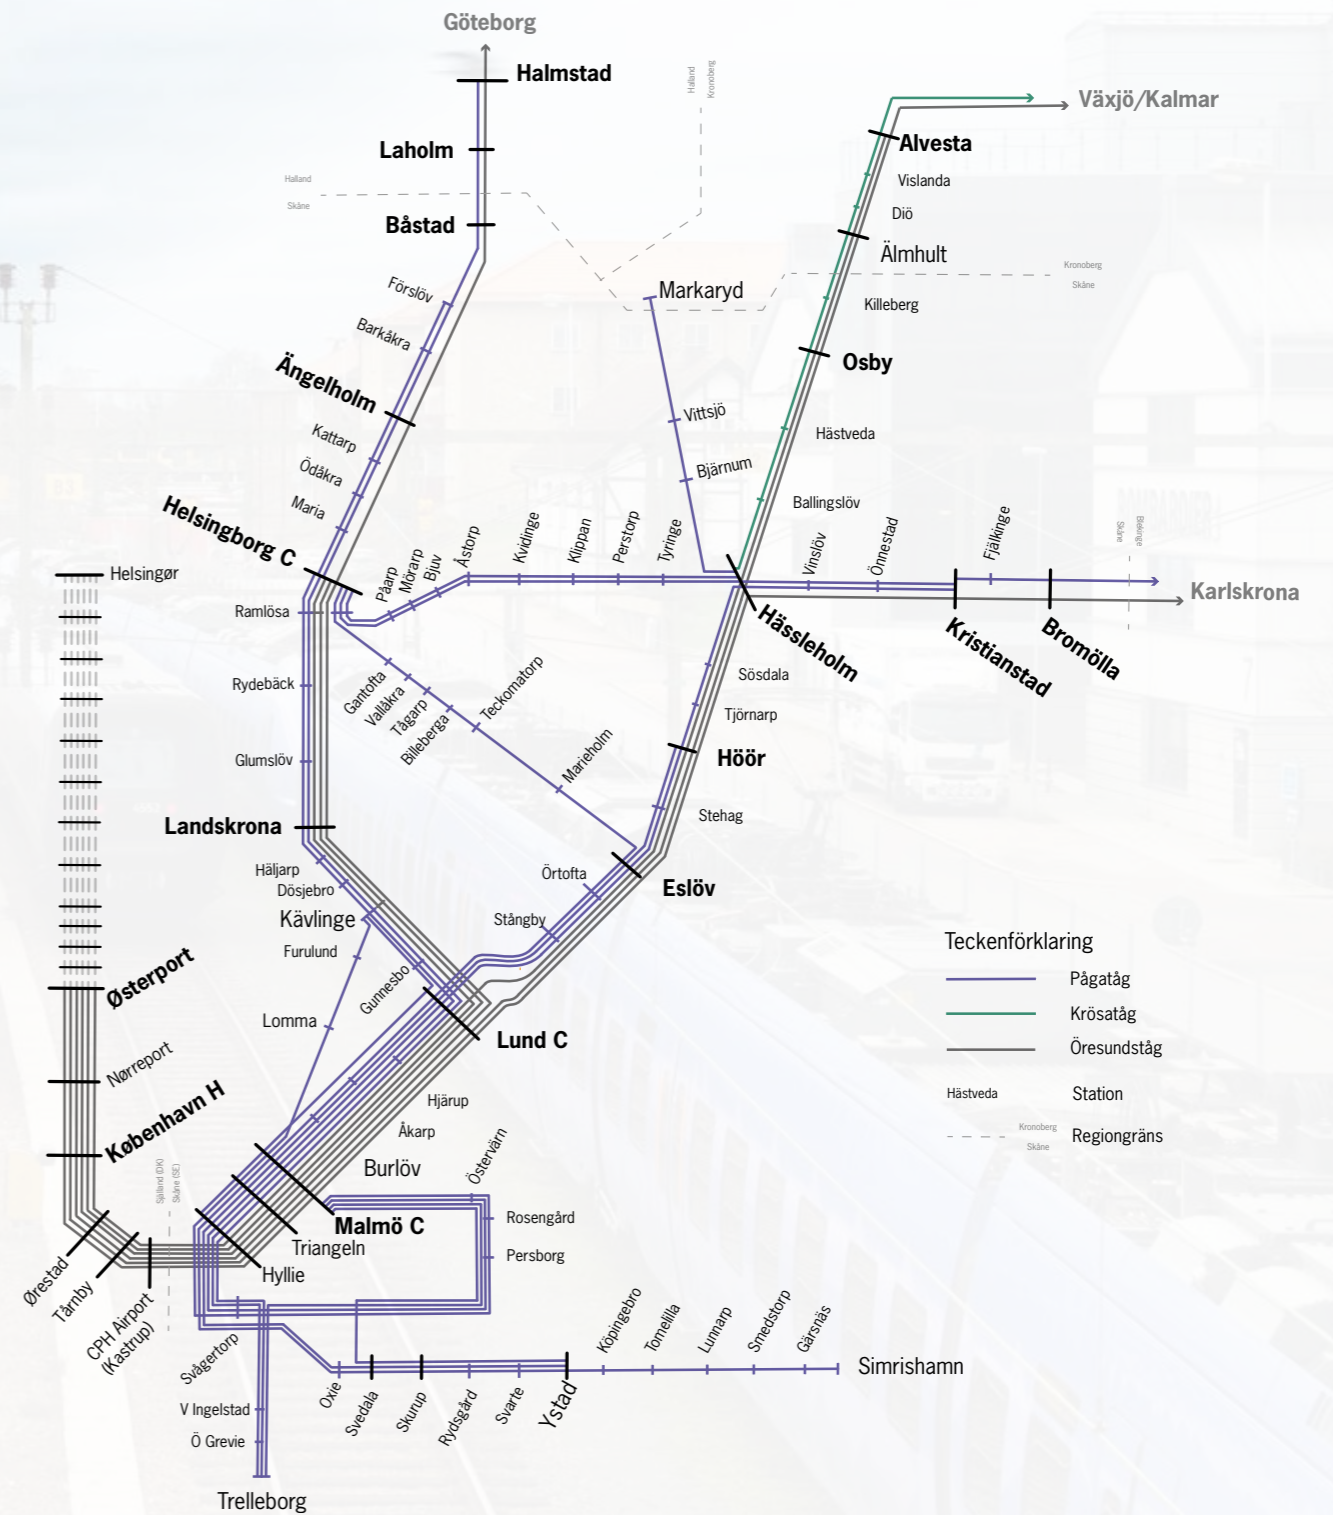 Göteborg
Halmstad
Laholm
Halland
Skåne
Båstad
Halland
Kronoberg
Växjö/Kalmar
Alvesta
Vislanda
Diö
Älmhult
Kronoberg
Skåne
Markaryd
Killeberg
Osby
Förslöv
Barkåkra
Ängelholm
Vittsjö
Bjärnum
Hästveda
Ballingslöv
Kattarp
Ödåkra
Maria
Helsingborg C
Påarp
Mörarp
Bjuv
Åstorp
Kvidinge
Klippan
Perstorp
Tyringe
Vinslöv
Önnestad
Fjälkinge
Skåne
Blekinge
Karlskrona
Hässleholm
Kristianstad
Bromölla
Helsingør
Ramlösa
Rydebäck
Glumslöv
Landskrona
Gantofta
Vallåkra
Tågarp
Billeberga
Teckomatorp
Marieholm
Sösdala
Tjörnarp
Höör
Stehag
Eslöv
Örtofta
Stångby
Häljarp
Dösjebro
Kävlinge
Furulund
Gunnesbo
Lomma
Lund C
Hjärup
Åkarp
Burlöv
Malmö C
Triangeln
Hyllie
Østerport
Nørreport
København H
Själland (DK)
Skåne (SE)
Ørestad
Tårnby
CPH Airport
(Kastrup)
Östervärn
Rosengård
Persborg
Svågertorp
V Ingelstad
Ö Grevie
Trelleborg
Oxie
Svedala
Skurup
Rydsgård
Svarte
Ystad
Köpingebro
Tomelilla
Lunnarp
Smedstorp
Gärsnäs
Simrishamn
Teckenförklaring
Pågatåg
Krösatåg
Öresundståg
Hästveda
Station
Kronoberg
Skåne
Regiongräns